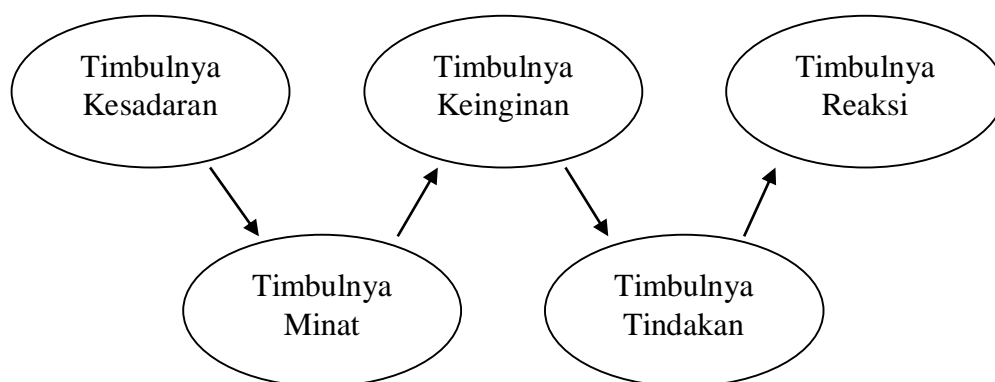 Timbulnya
Kesadaran
Timbulnya
Minat
Timbulnya
Keinginan
Timbulnya
Tindakan
Timbulnya
Reaksi